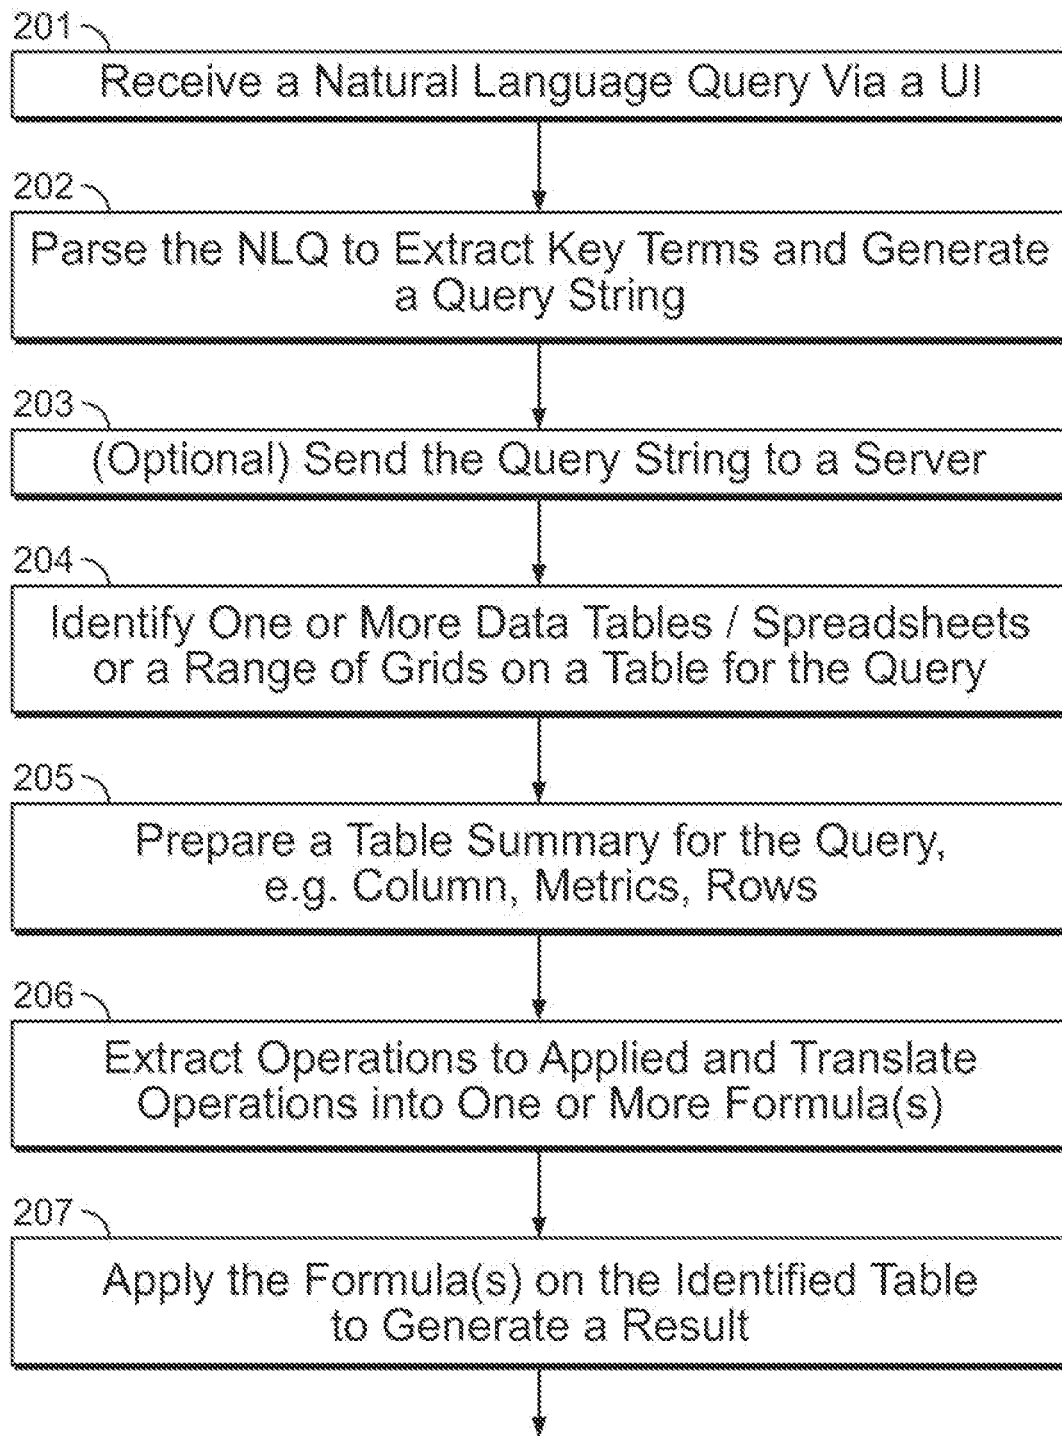 201
Receive a Natural Language Query Via a UI
202
Parse the NLQ to Extract Key Terms and Generate
a Query String
203
(Optional) Send the Query String to a Server
204
Identify One or More Data Tables / Spreadsheets
or a Range of Grids on a Table for the Query
205
Prepare a Table Summary for the Query,
e.g. Column, Metrics, Rows
206
Extract Operations to Applied and Translate
Operations into One or More Formula(s)
207
Apply the Formula(s) on the Identified Table
to Generate a Result